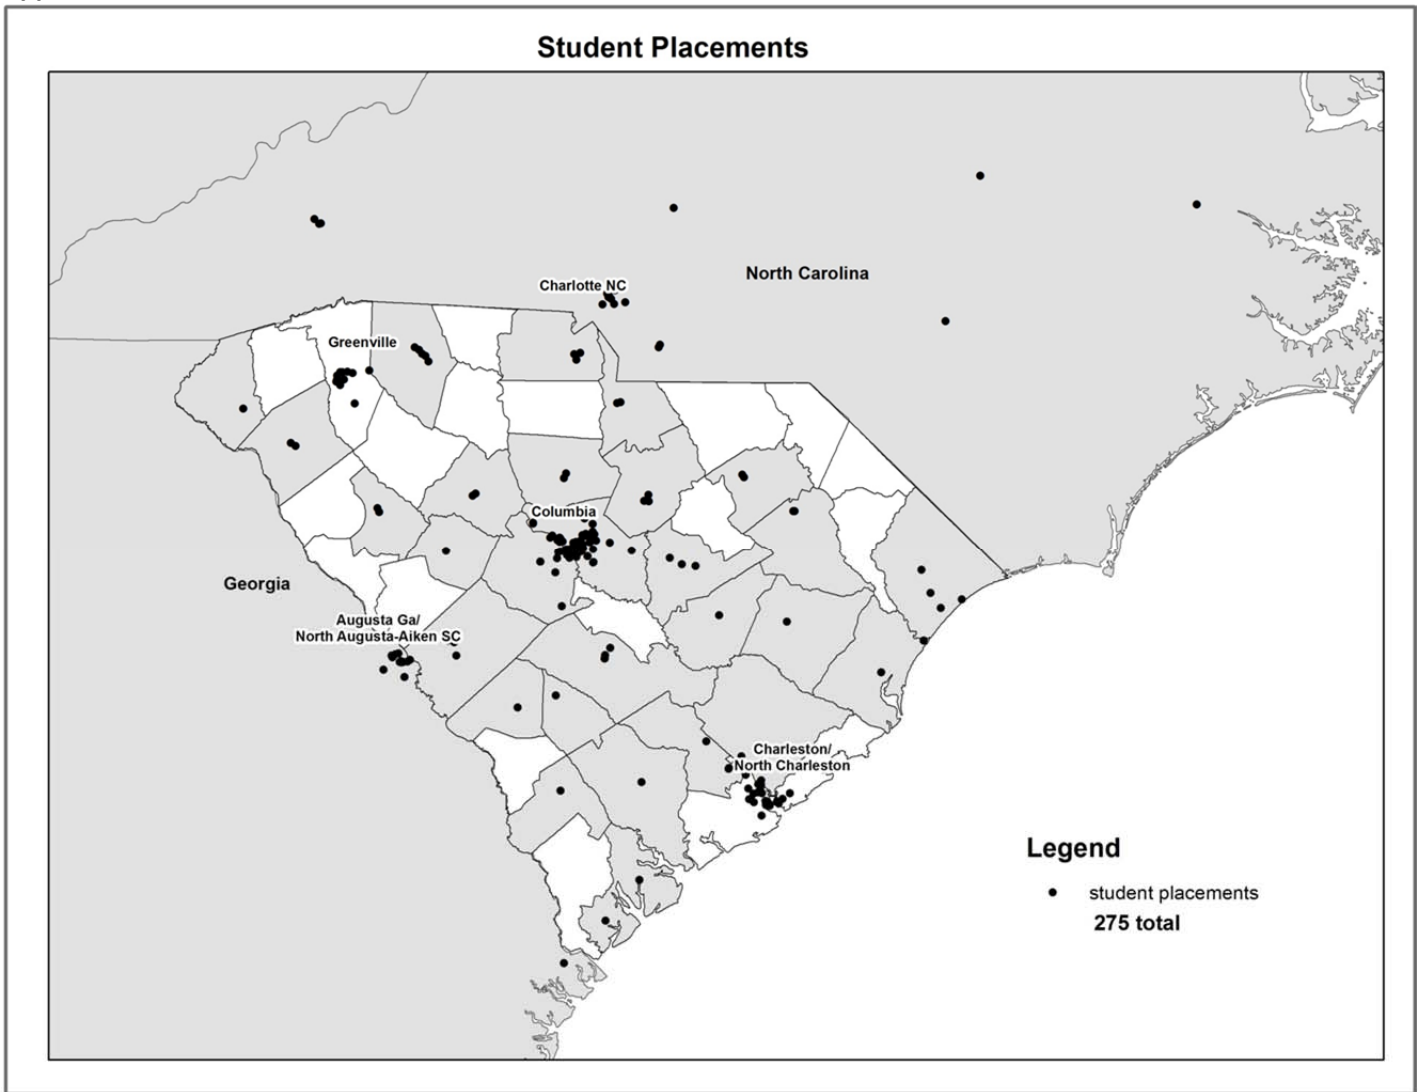 Student Placements
Charlotte NC
North Carolina
Greenville
Columbia
Georgia
Augusta Ga/
North Augusta-Aiken SC
Charleston/
North Charleston
Legend
student placements
275 total